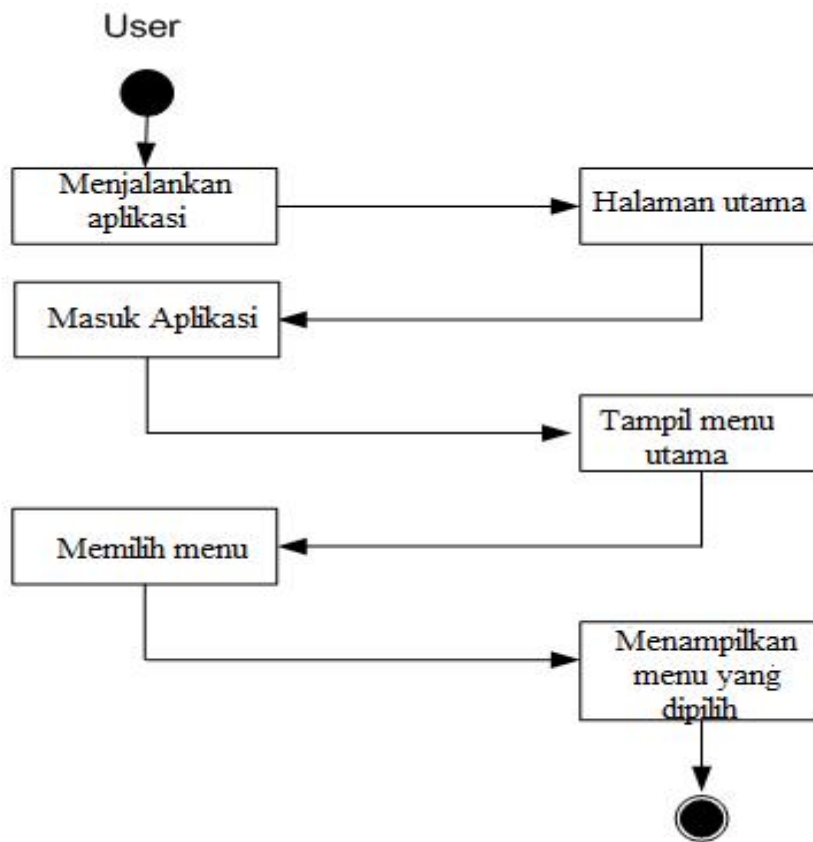 User
Menjalankan
aplikasi
Halaman utama
Masuk Aplikasi
Tampil menu
utama
Memilih menu
Menampilkan
menu yang
dipilih